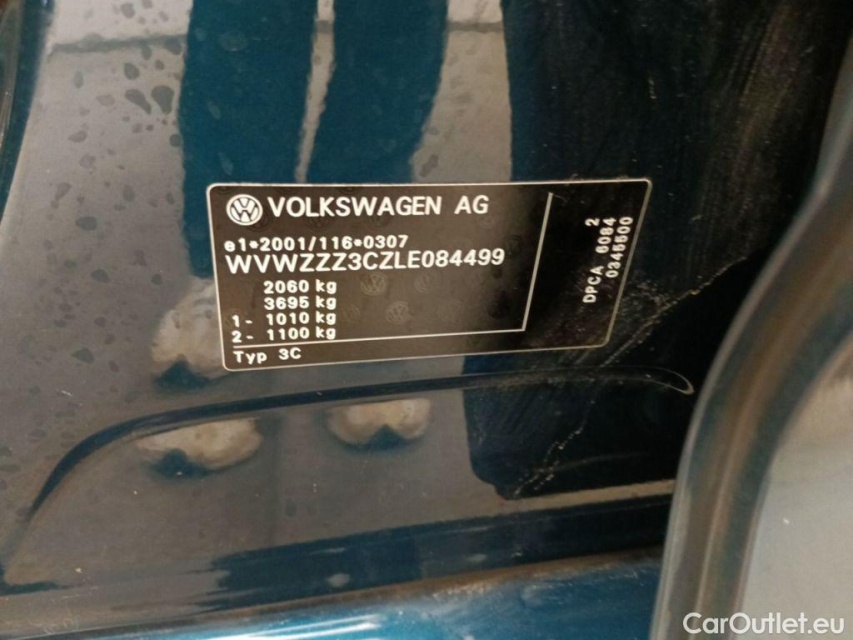 VOLKSWAGEN AG
e1*2001/116*0307
WVWZZZ3CZLE084499
2060 kg
3695 kg
1- 1010 kg
2- 1100 kg
Typ 3C
DPCA 6084 2
0345500
CarOutlet.eu